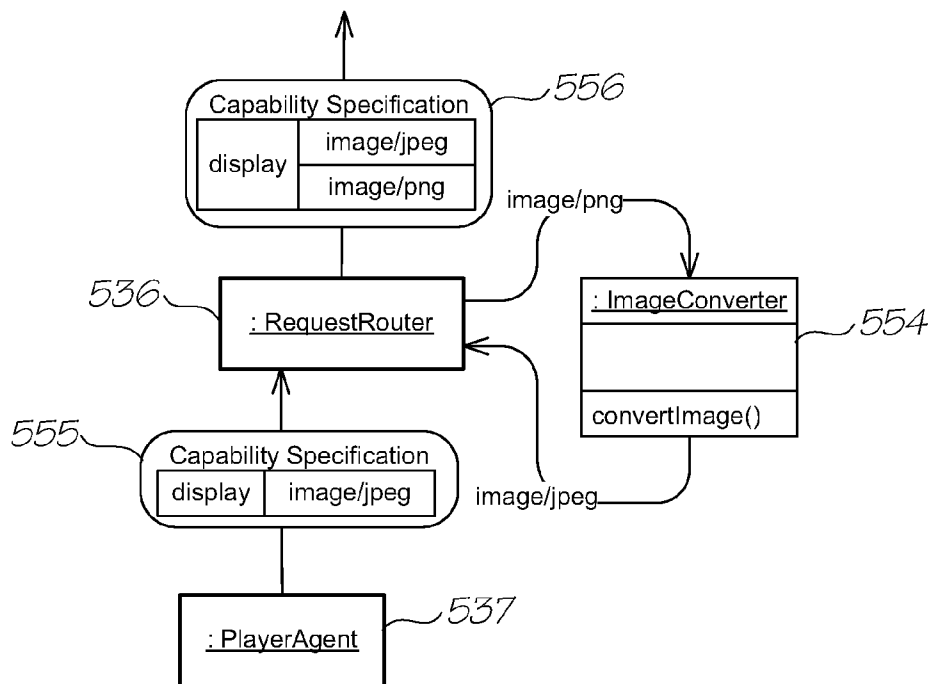 Capability Specification
556
display
image/jpeg
image/png
image/png
536
: RequestRouter
: ImageConverter
554
convertImage()
555
Capability Specification
display
image/jpeg
image/jpeg
537
: PlayerAgent